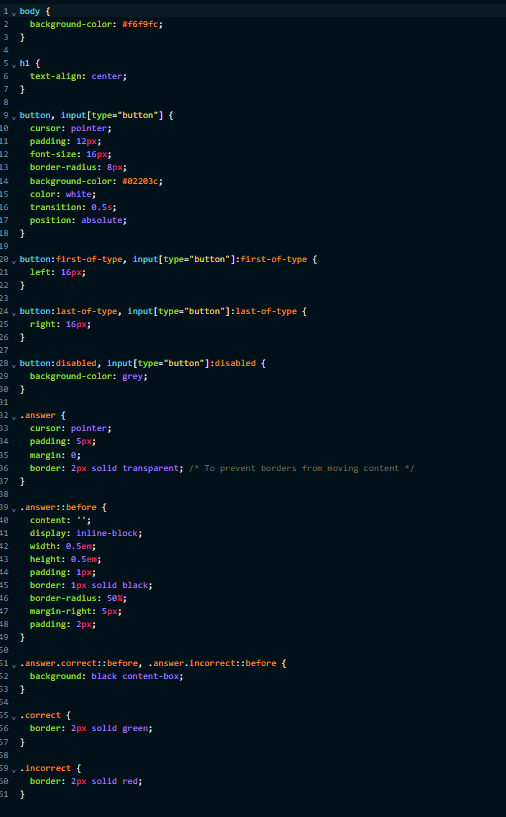 1 body {
2 background-color: #f6f9fc;
3 }
4
5 h1 {
6 text-align: center;
7 }
8
9 button, input[type="button"] {
10 cursor: pointer;
11 padding: 12px;
12 font-size: 16px;
13 border-radius: 8px;
14 background-color: #02203c;
15 color: white;
16 transition: 0.5s;
17 position: absolute;
18 }
19
20 button:first-of-type, input[type="button"]:first-of-type {
21 left: 16px;
22 }
23
24 button:last-of-type, input[type="button"]:last-of-type {
25 right: 16px;
26 }
27
28 button:disabled, input[type="button"]:disabled {
29 background-color: grey;
30 }
31
32 .answer {
33 cursor: pointer;
34 padding: 5px;
35 margin: 0;
36 border: 2px solid transparent; /* To prevent borders from moving content */
37 }
38
39 .answer::before {
40 content: '';
41 display: inline-block;
42 width: 0.5em;
43 height: 0.5em;
44 padding: 1px;
45 border: 1px solid black;
46 border-radius: 50%;
47 margin-right: 5px;
48 padding: 2px;
49 }
50
51 .answer.correct::before, .answer.incorrect::before {
52 background: black content-box;
53 }
54
55 .correct {
56 border: 2px solid green;
57 }
58
59 .incorrect {
60 border: 2px solid red;
61 }